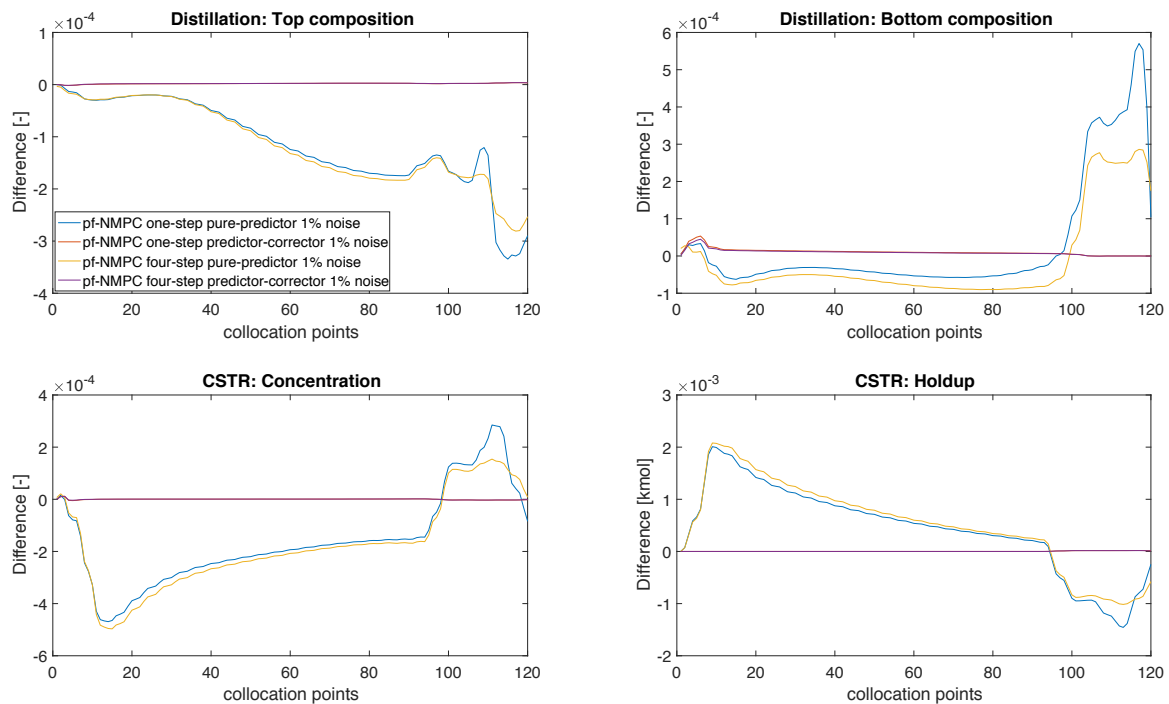 Distillation: Top composition
×10⁻⁴
1
0
-1
-2
-3
-4
Difference [-]
pf-NMPC one-step pure-predictor 1% noise
pf-NMPC one-step predictor-corrector 1% noise
pf-NMPC four-step pure-predictor 1% noise
pf-NMPC four-step predictor-corrector 1% noise
0 20 40 60 80 100 120
collocation points
Distillation: Bottom composition
×10⁻⁴
6
5
4
3
2
1
0
-1
Difference [-]
0 20 40 60 80 100 120
collocation points
CSTR: Concentration
×10⁻⁴
4
2
0
-2
-4
-6
Difference [-]
0 20 40 60 80 100 120
collocation points
CSTR: Holdup
×10⁻³
3
2
1
0
-1
-2
Difference [kmol]
0 20 40 60 80 100 120
collocation points